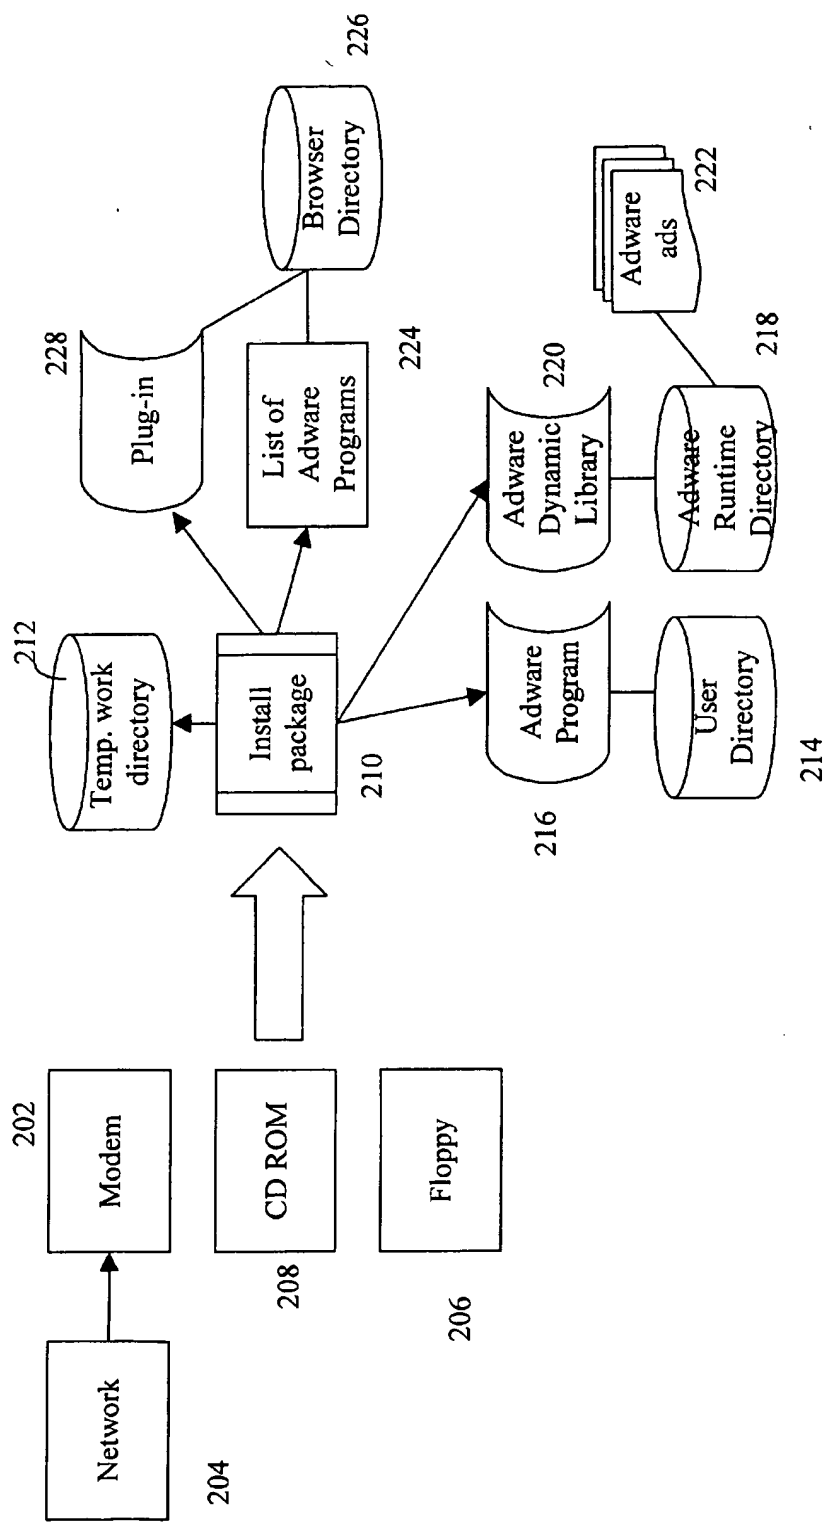 Network
204
Modem
202
CD ROM
208
Floppy
206
Temp. work
directory
212
Install
package
210
Plug-in
228
List of
Adware
Programs
224
Browser
Directory
226
Adware
Program
216
User
Directory
214
Adware
Dynamic
Library
220
Adware
Runtime
Directory
218
Adware
ads
222